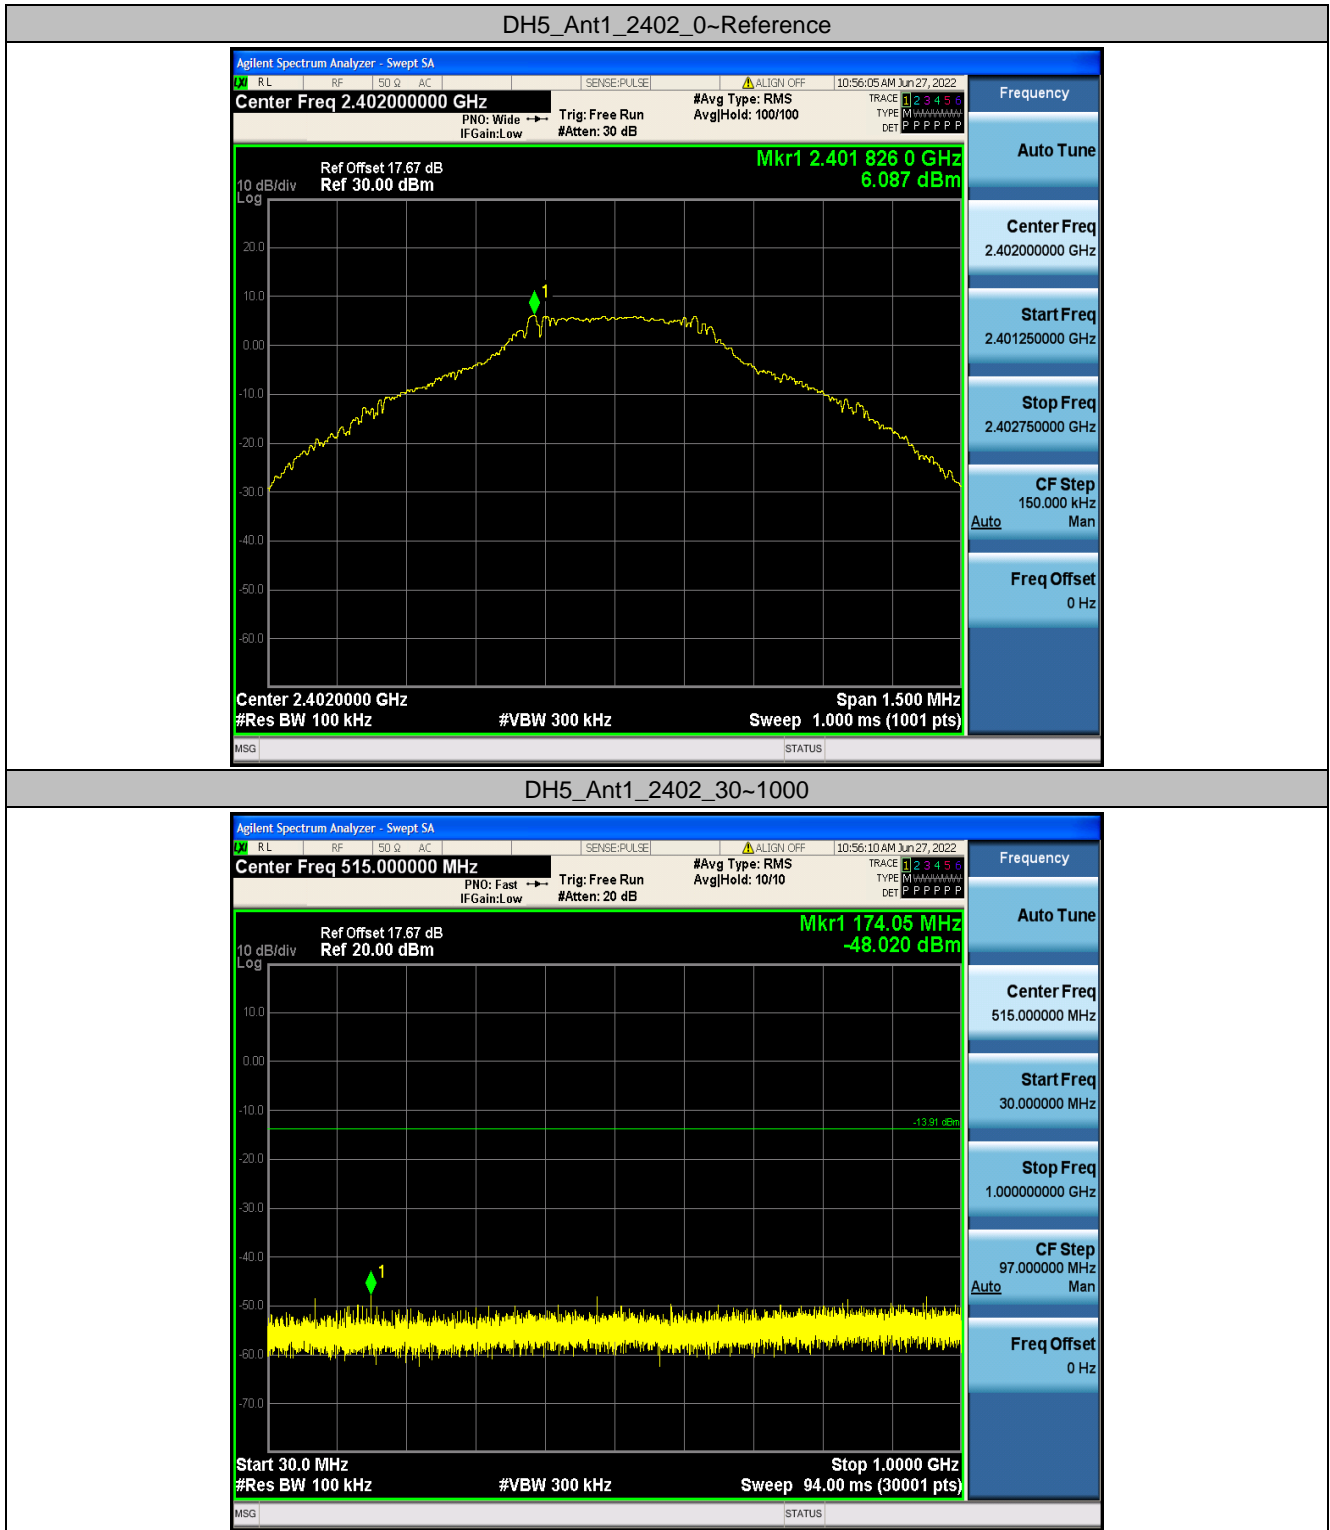 DH5_Ant1_2402_0~Reference
Agilent Spectrum Analyzer - Swept SA
LXI RL RF 50 Ω AC SENSE:PULSE ALIGN OFF 10:56:05 AM Jun 27, 2022
Center Freq 2.402000000 GHz
PNO: Wide
IFGain:Low
Trig: Free Run
#Atten: 30 dB
#Avg Type: RMS
Avg|Hold: 100/100
TRACE 1 2 3 4 5 6
TYPE M
DET P P P P P P
Ref Offset 17.67 dB
10 dB/div Ref 30.00 dBm
Log
Mkr1 2.401 826 0 GHz
6.087 dBm
20.0
10.0
0.00
-10.0
-20.0
-30.0
-40.0
-50.0
-60.0
1
Center 2.4020000 GHz Span 1.500 MHz
#Res BW 100 kHz #VBW 300 kHz Sweep 1.000 ms (1001 pts)
MSG STATUS
Frequency
Auto Tune
Center Freq
2.402000000 GHz
Start Freq
2.401250000 GHz
Stop Freq
2.402750000 GHz
CF Step
150.000 kHz
Auto Man
Freq Offset
0 Hz
DH5_Ant1_2402_30~1000
Agilent Spectrum Analyzer - Swept SA
LXI RL RF 50 Ω AC SENSE:PULSE ALIGN OFF 10:56:10 AM Jun 27, 2022
Center Freq 515.000000 MHz
PNO: Fast
IFGain:Low
Trig: Free Run
#Atten: 20 dB
#Avg Type: RMS
Avg|Hold: 10/10
TRACE 1 2 3 4 5 6
TYPE M
DET P P P P P P
Ref Offset 17.67 dB
10 dB/div Ref 20.00 dBm
Log
Mkr1 174.05 MHz
-48.020 dBm
10.0
0.00
-10.0
-13.91 dBm
-20.0
-30.0
-40.0
-50.0
-60.0
-70.0
1
Start 30.0 MHz Stop 1.0000 GHz
#Res BW 100 kHz #VBW 300 kHz Sweep 94.00 ms (30001 pts)
MSG STATUS
Frequency
Auto Tune
Center Freq
515.000000 MHz
Start Freq
30.000000 MHz
Stop Freq
1.000000000 GHz
CF Step
97.000000 MHz
Auto Man
Freq Offset
0 Hz